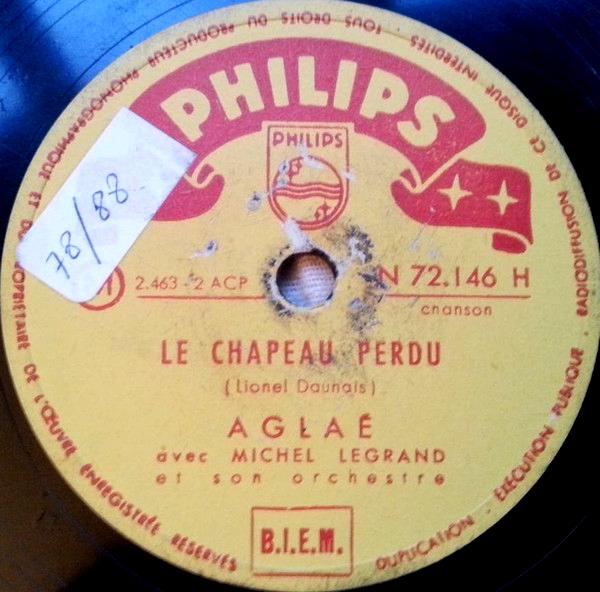 TOUS DROITS DU PRODUCTEUR PHONOGRAPHIQUE ET DU PROPRIÉTAIRE DE L'ŒUVRE ENREGISTRÉE RÉSERVÉS
DUPLICATION - EXÉCUTION PUBLIQUE - RADIODIFFUSION DE CE DISQUE INTERDITES
PHILIPS
PHILIPS
78/88
2.463 - 2 ACP
N 72.146 H
chanson
LE CHAPEAU PERDU
(Lionel Daunais)
AGLAÉ
avec MICHEL LEGRAND
et son orchestre
B.I.E.M.